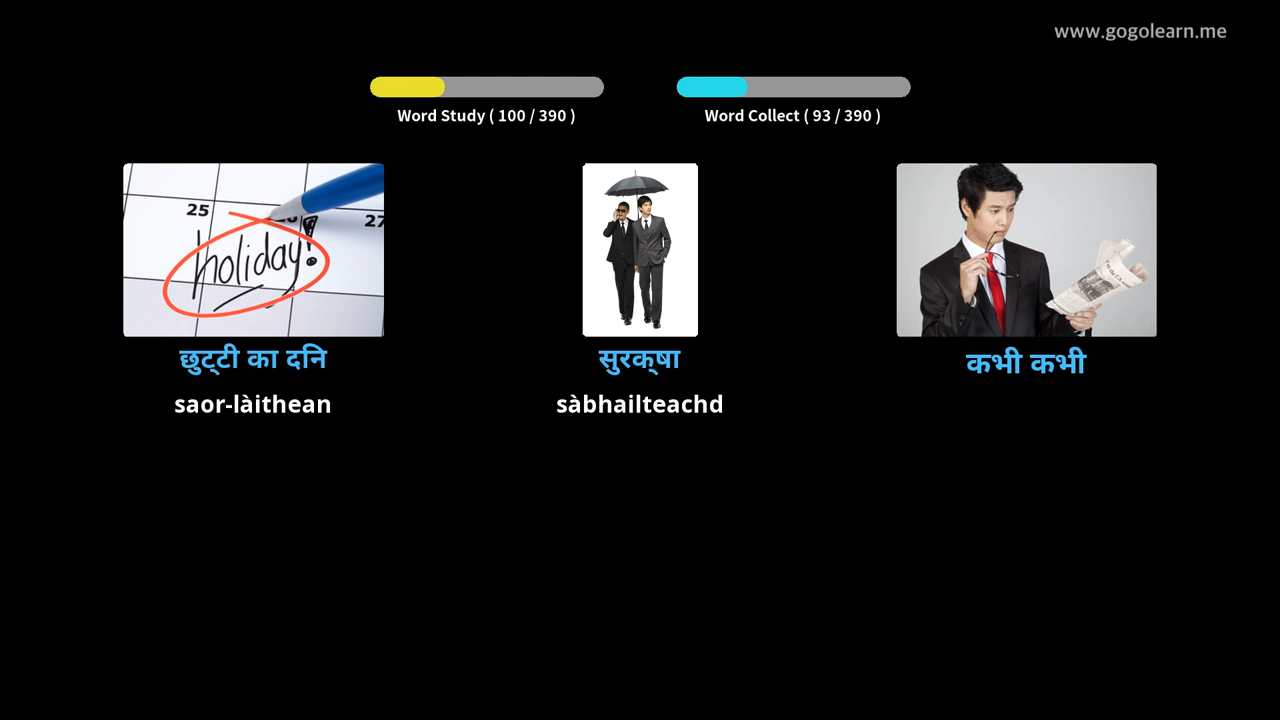 www.gogolearn.me
Word Study ( 100 / 390 )
Word Collect ( 93 / 390 )
25
27
holiday!
छुट्टी का दिन
सुरक्षा
कभी कभी
saor-làithean
sàbhailteachd